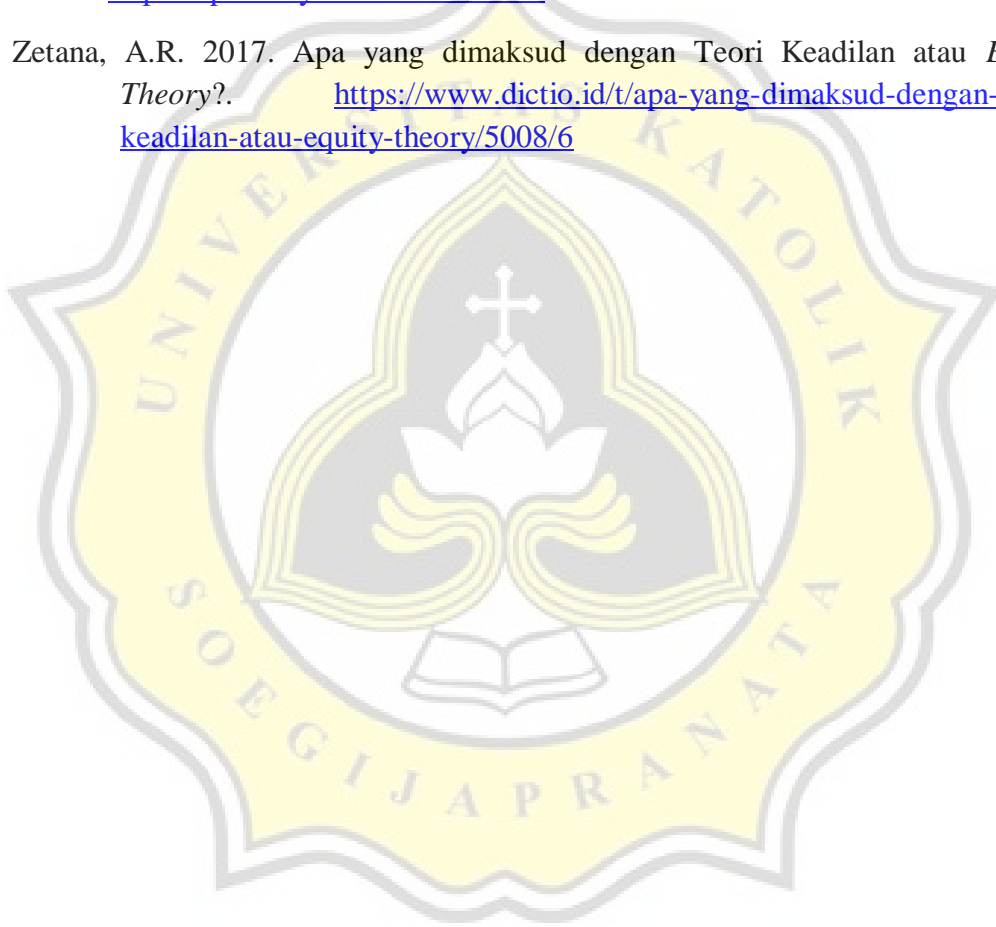 Zetana, A.R. 2017. Apa yang dimaksud dengan Teori Keadilan atau
Theory?. https://www.dictio.id/t/apa-yang-dimaksud-dengan-
keadilan-atau-equity-theory/5008/6
UNIVERSITAS KATOLIK
SOEGIJAPRANATA